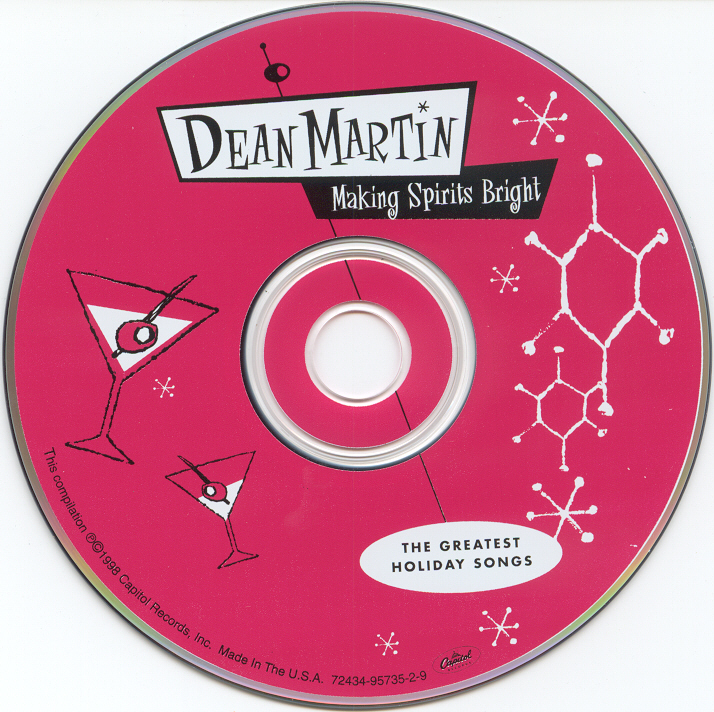 DEAN MARTIN
Making Spirits Bright
THE GREATEST
HOLIDAY SONGS
This compilation ℗©1998 Capitol Records, Inc. Made In The U.S.A. 72434-95735-2-9
Capitol